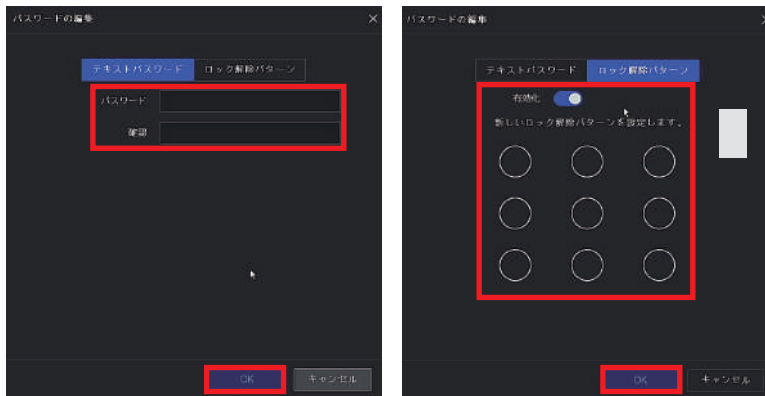 パスワードの編集
テキストパスワード ロック解除パターン
パスワード
確認
OK キャンセル
パスワードの編集
テキストパスワード ロック解除パターン
有効化
新しいロック解除パターンを設定します。
OK キャンセル